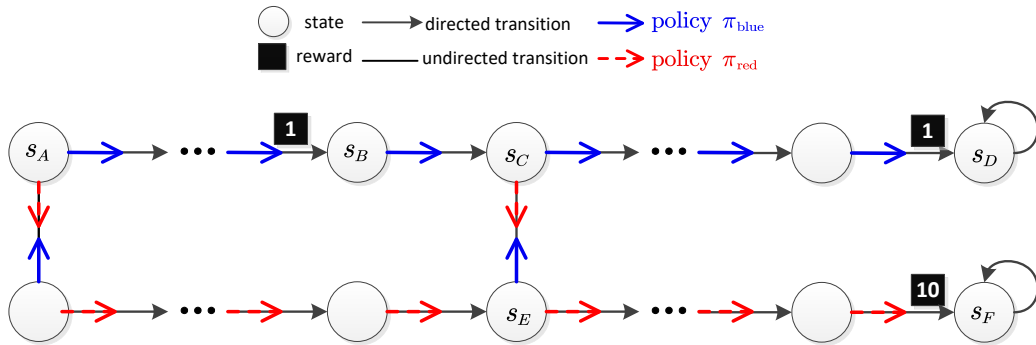 state directed transition policy π_blue
reward undirected transition policy π_red
1 1
s_A ••• s_B s_C ••• s_D
10
••• s_E ••• s_F